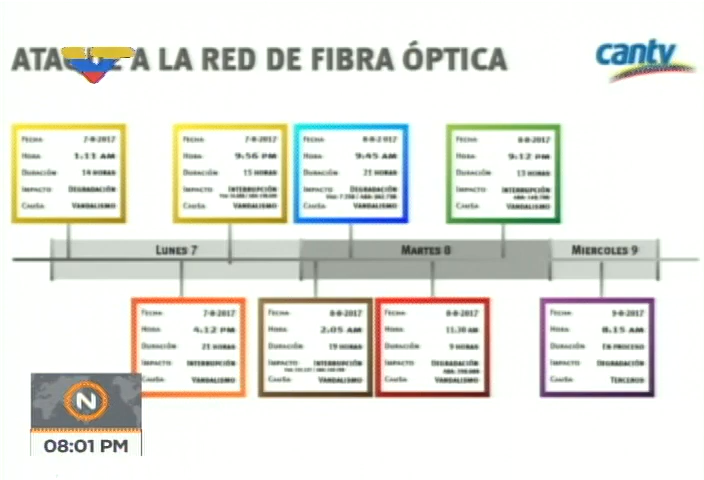 ATAQUE A LA RED DE FIBRA ÓPTICA
cantv
FECHA 7-8-2017
HORA 1:11 AM
DURACIÓN 14 HORAS
IMPACTO DEGRADACIÓN
CAUSA VANDALISMO
FECHA 7-8-2017
HORA 9:56 PM
DURACIÓN 13 HORAS
IMPACTO INTERRUPCIÓN
CAUSA VANDALISMO
FECHA 8-8-2017
HORA 9:45 AM
DURACIÓN 21 HORAS
IMPACTO DEGRADACIÓN
CAUSA VANDALISMO
FECHA 8-8-2017
HORA 9:12 PM
DURACIÓN 13 HORAS
IMPACTO INTERRUPCIÓN
CAUSA VANDALISMO
LUNES 7
MARTES 8
MIERCOLES 9
FECHA 7-8-2017
HORA 4:12 PM
DURACIÓN 21 HORAS
IMPACTO INTERRUPCIÓN
CAUSA VANDALISMO
FECHA 8-8-2017
HORA 2:05 AM
DURACIÓN 19 HORAS
IMPACTO INTERRUPCIÓN
CAUSA VANDALISMO
FECHA 8-8-2017
HORA 11:30 AM
DURACIÓN 9 HORAS
IMPACTO DEGRADACIÓN
CAUSA VANDALISMO
FECHA 9-8-2017
HORA 8:15 AM
DURACIÓN EN PROCESO
IMPACTO DEGRADACIÓN
CAUSA TERCEROS
N
08:01 PM